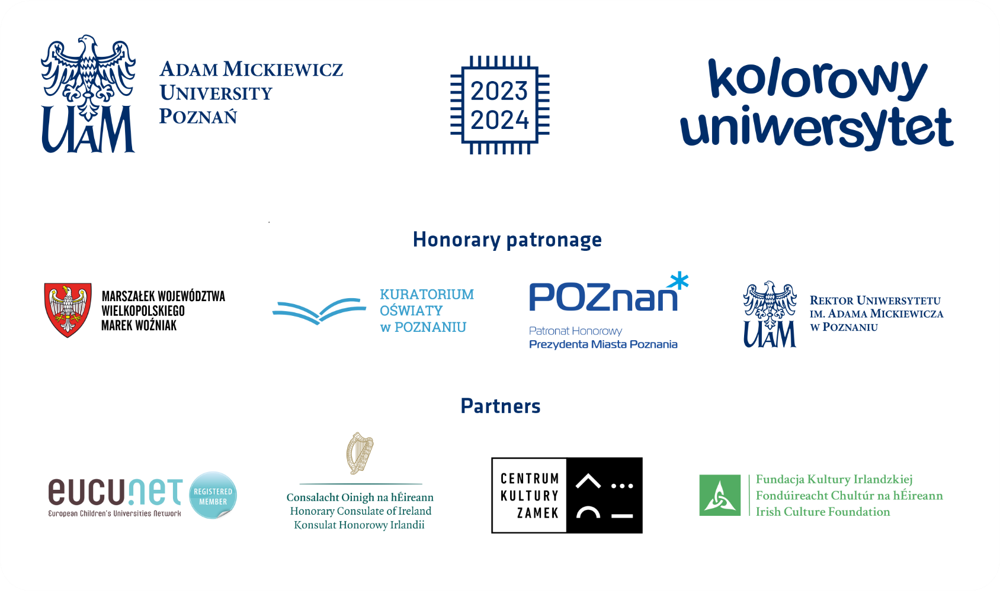 ADAM MICKIEWICZ
UNIVERSITY
POZNAŃ
UAM
2023
2024
kolorowy
uniwersytet
Honorary patronage
MARSZAŁEK WOJEWÓDZTWA
WIELKOPOLSKIEGO
MAREK WOŹNIAK
KURATORIUM
OŚWIATY
w POZNANIU
POZnań
Patronat Honorowy
Prezydenta Miasta Poznania
UAM
REKTOR UNIWERSYTETU
IM. ADAMA MICKIEWICZA
W POZNANIU
Partners
eucu.net
European Children's Universities Network
REGISTERED
MEMBER
Consalacht Oinigh na hÉireann
Honorary Consulate of Ireland
Konsulat Honorowy Irlandii
CENTRUM
KULTURY
ZAMEK
Fundacja Kultury Irlandzkiej
Fondúireacht Chultúr na hÉireann
Irish Culture Foundation